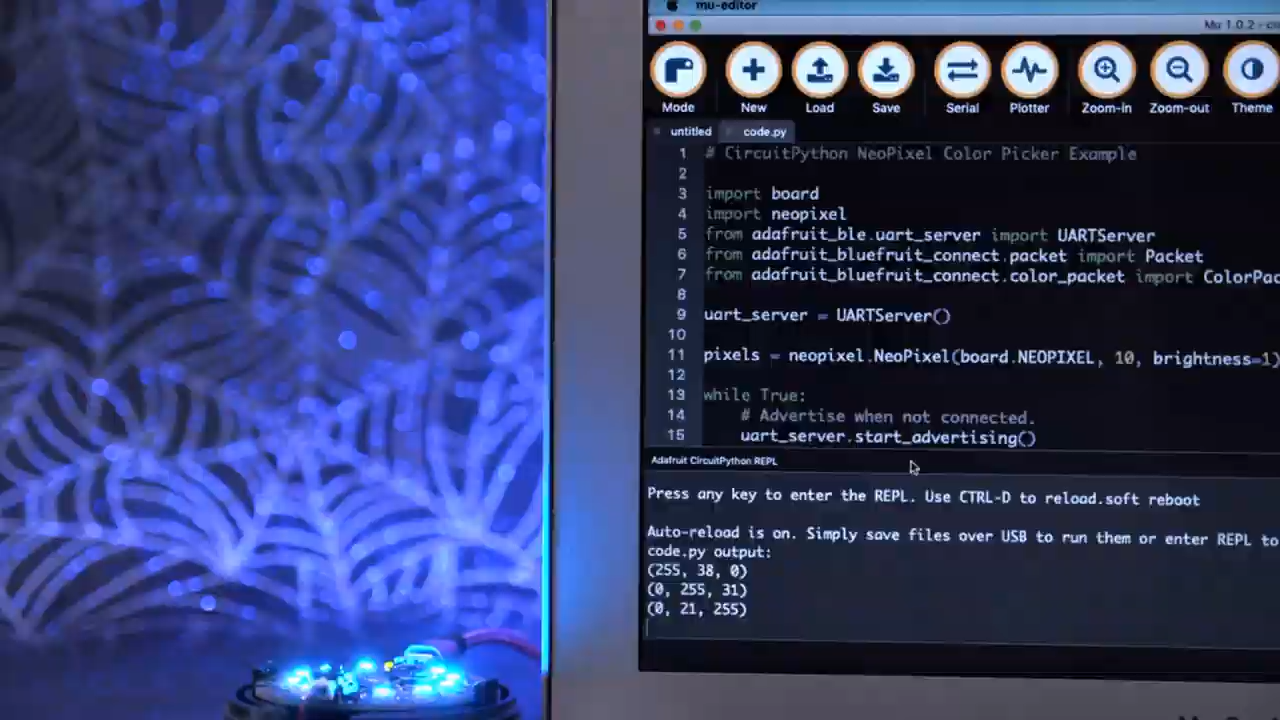 mu-editor
Mu 1.0.2 - co
Mode New Load Save Serial Plotter Zoom-in Zoom-out Theme
untitled code.py
1 # CircuitPython NeoPixel Color Picker Example
2
3 import board
4 import neopixel
5 from adafruit_ble.uart_server import UARTServer
6 from adafruit_bluefruit_connect.packet import Packet
7 from adafruit_bluefruit_connect.color_packet import ColorPac
8
9 uart_server = UARTServer()
10
11 pixels = neopixel.NeoPixel(board.NEOPIXEL, 10, brightness=1)
12
13 while True:
14 # Advertise when not connected.
15 uart_server.start_advertising()
Adafruit CircuitPython REPL
Press any key to enter the REPL. Use CTRL-D to reload.soft reboot
Auto-reload is on. Simply save files over USB to run them or enter REPL to
code.py output:
(255, 38, 0)
(0, 255, 31)
(0, 21, 255)